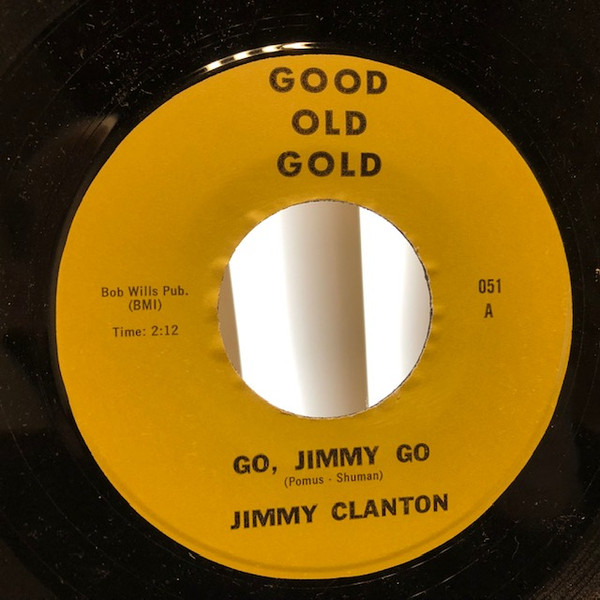 GOOD
OLD
GOLD
Bob Wills Pub.
(BMI)
Time: 2:12
051
A
GO, JIMMY GO
(Pomus - Shuman)
JIMMY CLANTON